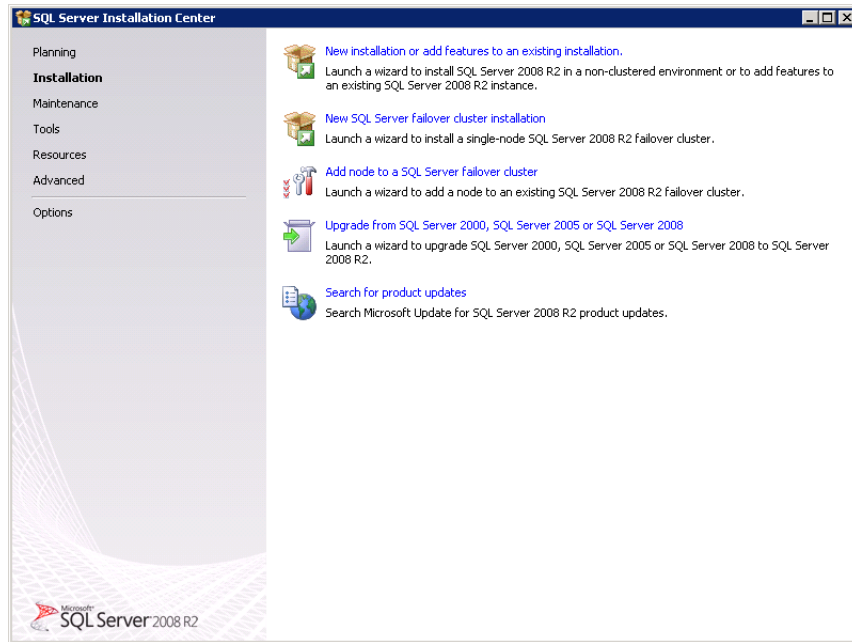 SQL Server Installation Center
Planning
Installation
Maintenance
Tools
Resources
Advanced
Options
New installation or add features to an existing installation.
Launch a wizard to install SQL Server 2008 R2 in a non-clustered environment or to add features to
an existing SQL Server 2008 R2 instance.
New SQL Server failover cluster installation
Launch a wizard to install a single-node SQL Server 2008 R2 failover cluster.
Add node to a SQL Server failover cluster
Launch a wizard to add a node to an existing SQL Server 2008 R2 failover cluster.
Upgrade from SQL Server 2000, SQL Server 2005 or SQL Server 2008
Launch a wizard to upgrade SQL Server 2000, SQL Server 2005 or SQL Server 2008 to SQL Server
2008 R2.
Search for product updates
Search Microsoft Update for SQL Server 2008 R2 product updates.
Microsoft
SQL Server 2008 R2